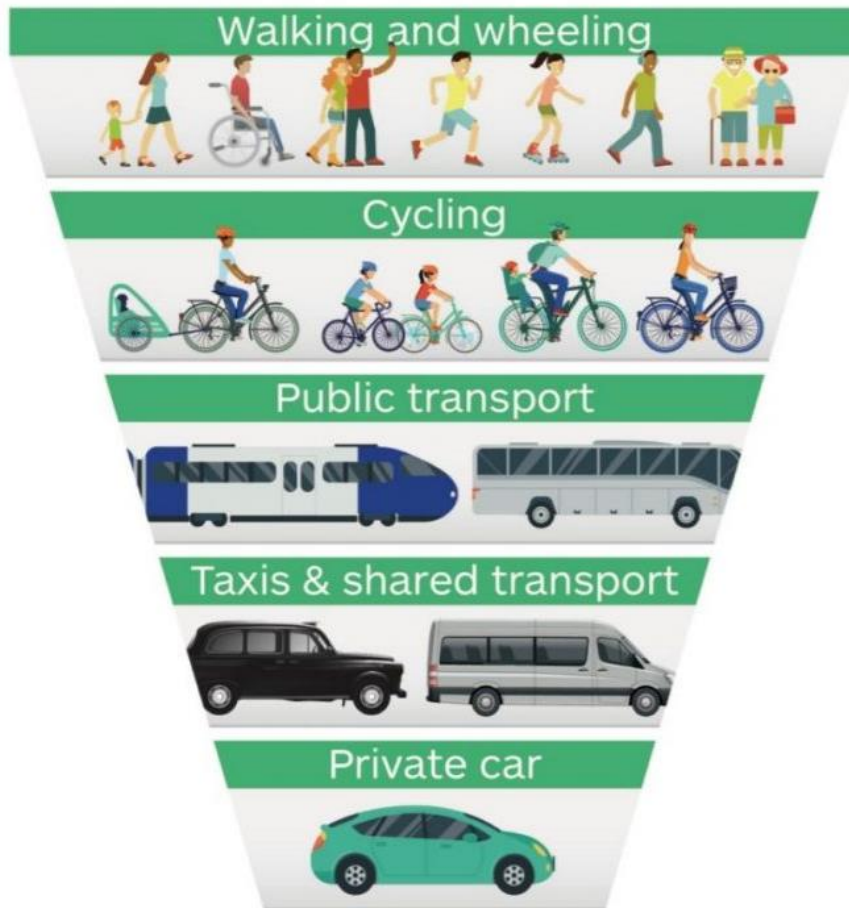 Walking and wheeling
Cycling
Public transport
Taxis & shared transport
Private car